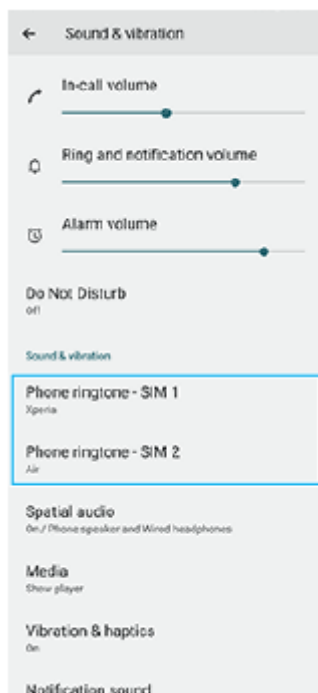 Sound & vibration
In-call volume
Ring and notification volume
Alarm volume
Do Not Disturb
Off
Sound & vibration
Phone ringtone - SIM 1
Xperia
Phone ringtone - SIM 2
Air
Spatial audio
On / Phone speaker and Wired headphones
Media
Show player
Vibration & haptics
On
Notification sound